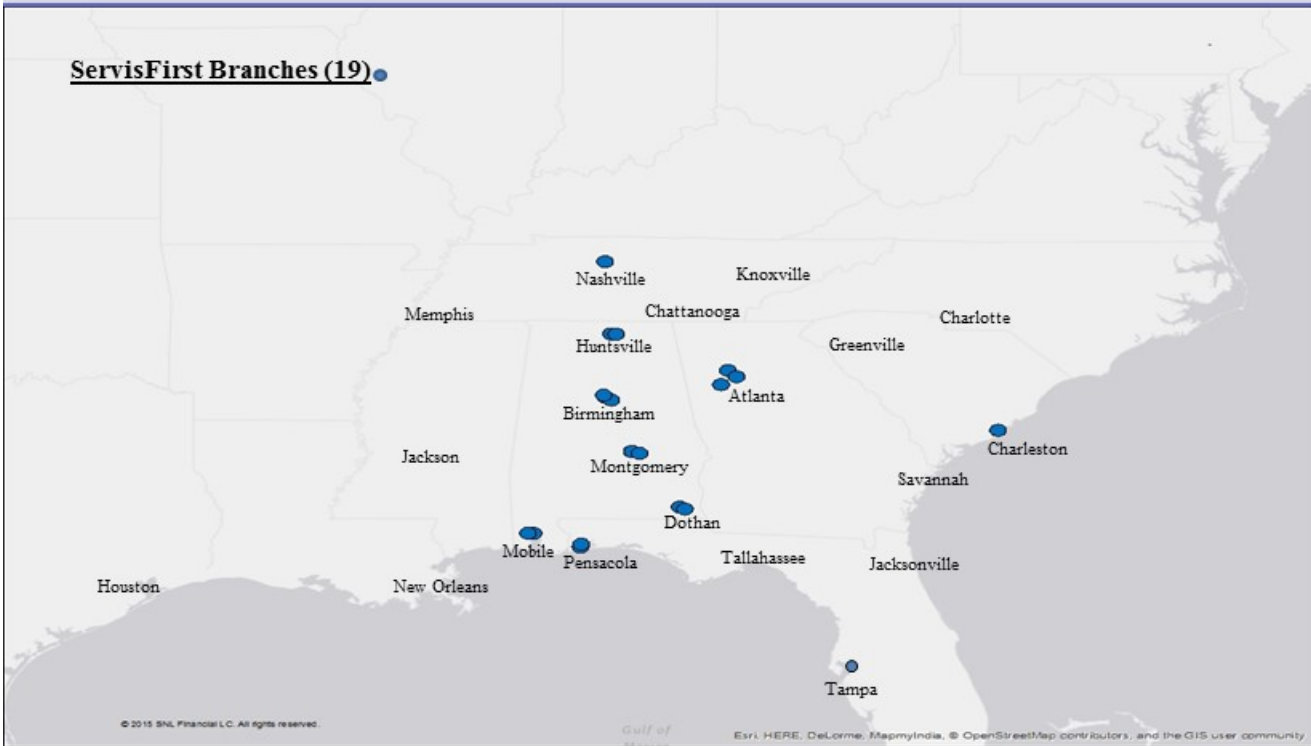 ServisFirst Branches (19)
Nashville
Knoxville
Memphis
Chattanooga
Charlotte
Huntsville
Greenville
Atlanta
Birmingham
Charleston
Jackson
Montgomery
Savannah
Dothan
Mobile
Pensacola
Tallahassee
Jacksonville
Houston
New Orleans
Tampa
© 2015 SNL Financial LC. All rights reserved.
Gulf of
Esri, HERE, DeLorme, MapmyIndia, © OpenStreetMap contributors, and the GIS user community